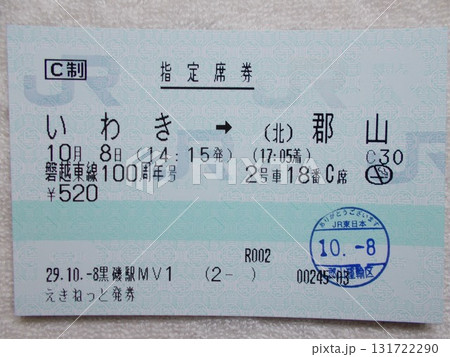 C制
指定席券
いわき → (北) 郡山
10月 8日 (14:15発) (17:05着) C30
磐越東線100周年号 2号車18番C席
¥520
ありがとうございます
JR東日本
10.-8
R002
29.10.-8黒磯駅MV1 (2- ) 00245-03
えきねっと発券
PIXTA
pixta.jp - 131722290